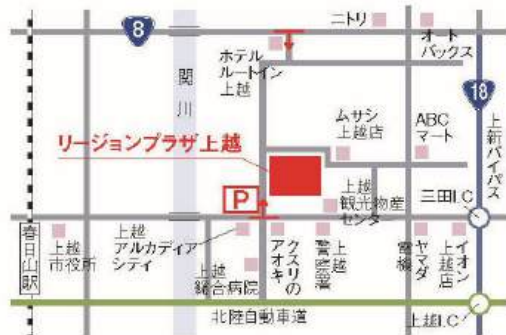 ニトリ
8
オート
バックス
ホテル
ルートイン
上越
関川
18
上新バイパス
ムサシ
上越店
ABC
マート
リージョンプラザ上越
P
上越
観光物産
センタ
三田I.C
春日山駅
上越
市役所
上越
アルカディア
シティ
上越
総合病院
クスリの
アオキ
上越
警察署
ヤマダ
電機
イオン
上越店
北陸自動車道
上越I.C